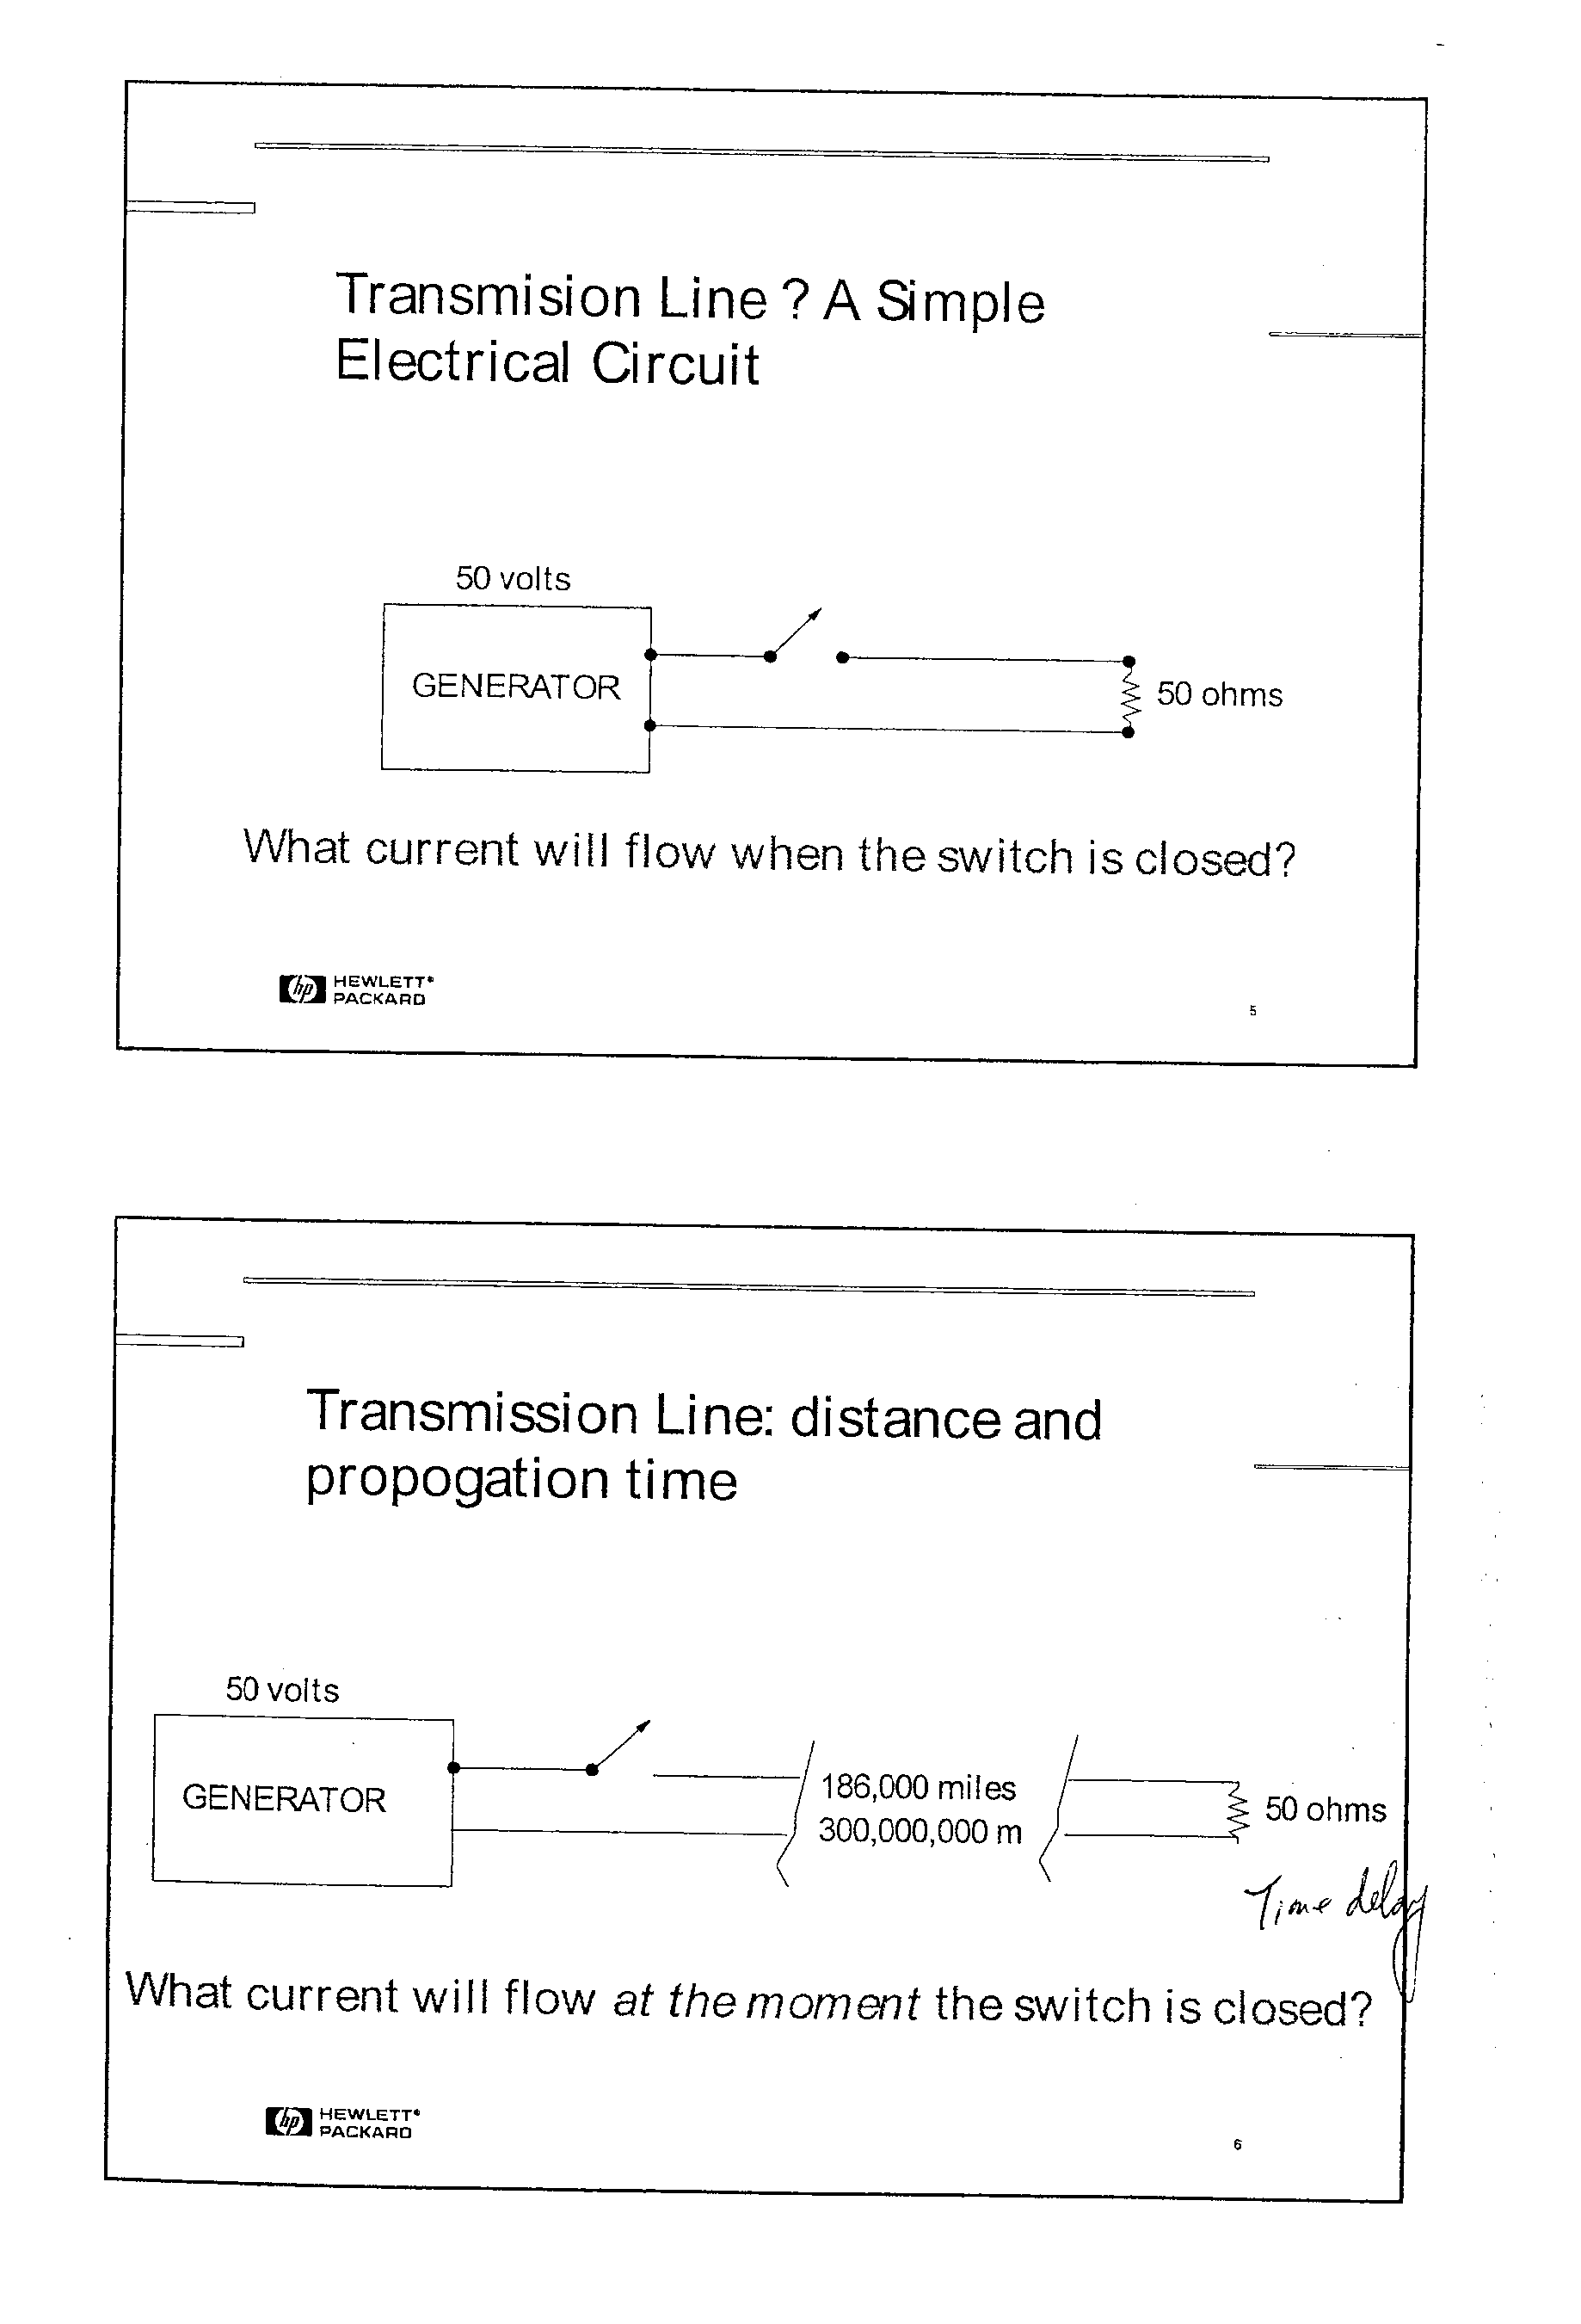 Transmision Line ? A Simple
Electrical Circuit
50 volts
GENERATOR
50 ohms
What current will flow when the switch is closed?
hp HEWLETT
PACKARD
5
Transmission Line: distance and
propogation time
50 volts
GENERATOR
186,000 miles
300,000,000 m
50 ohms
Time delay
What current will flow at the moment the switch is closed?
hp HEWLETT
PACKARD
6